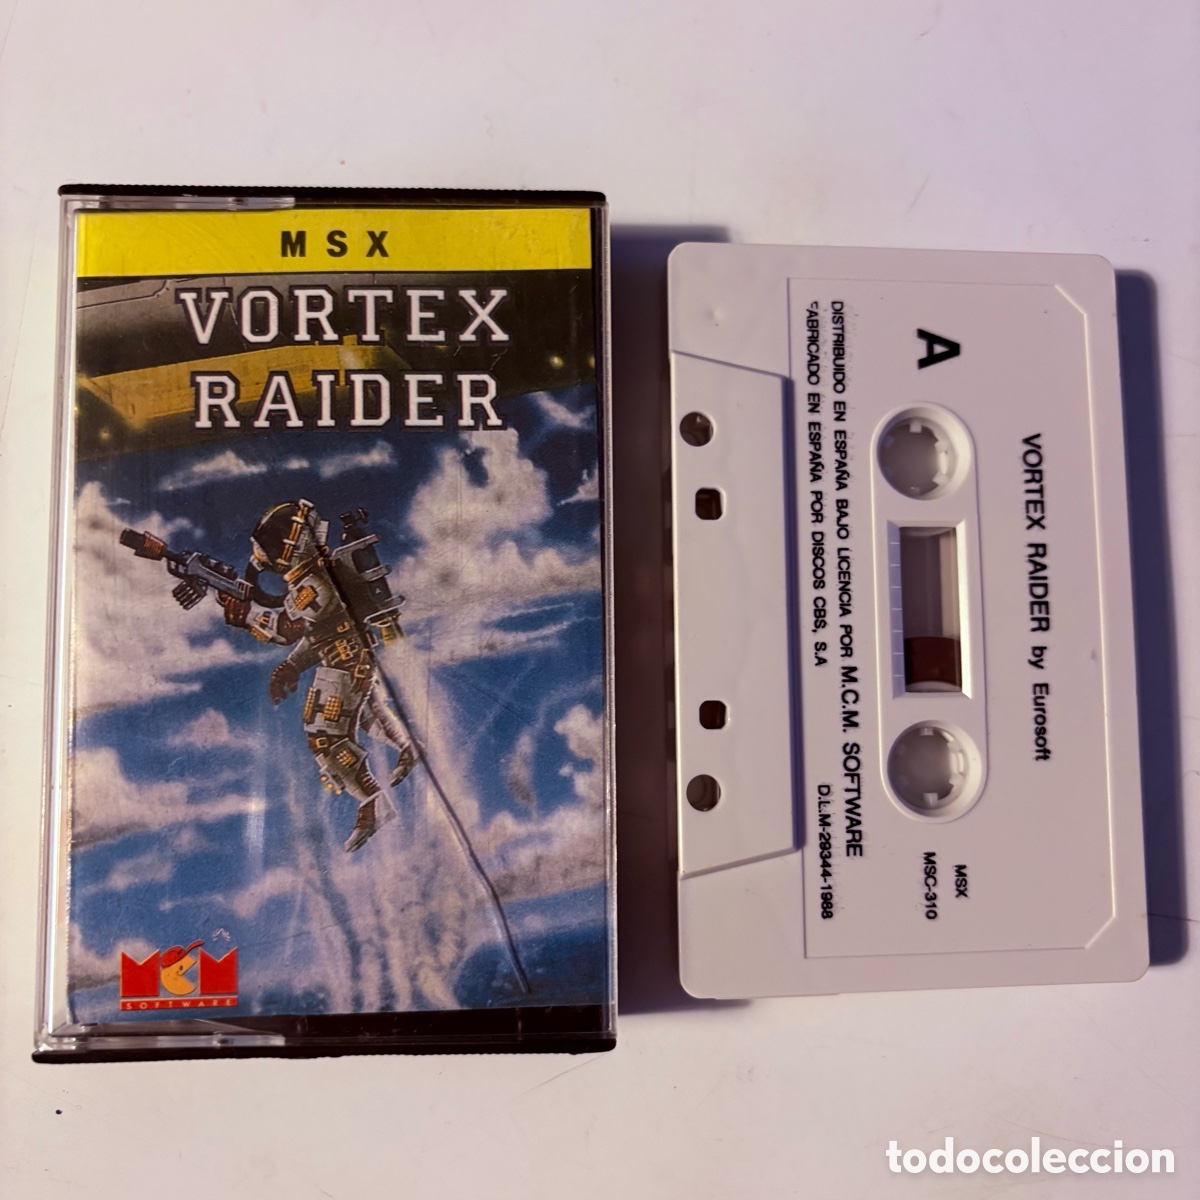 MSX
VORTEX
RAIDER
MCM
SOFTWARE
A
VORTEX RAIDER by Eurosoft
MSX
MSC-310
DISTRIBUIDO EN ESPAÑA BAJO LICENCIA POR M.C.M. SOFTWARE
FABRICADO EN ESPAÑA POR DISCOS CBS, S.A
D.L.M-29344-1988
todocoleccion